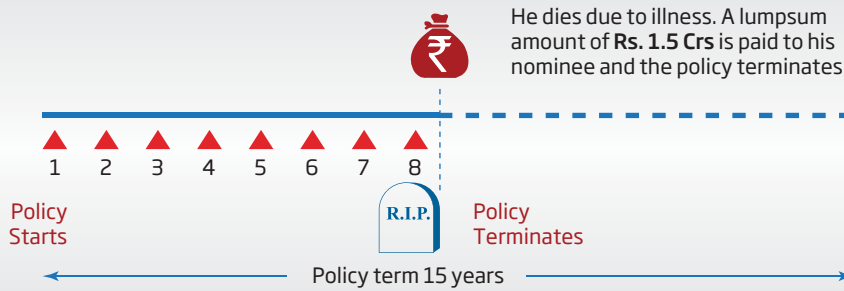 He dies due to illness. A lumpsum
amount of Rs. 1.5 Crs is paid to his
nominee and the policy terminates
₹
1 2 3 4 5 6 7 8
R.I.P.
Policy
Starts
Policy
Terminates
Policy term 15 years